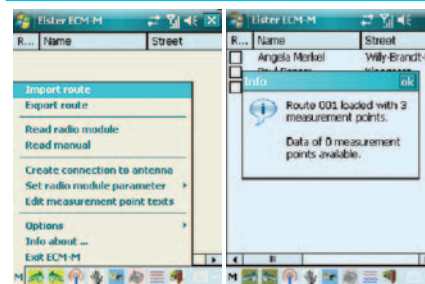 Elster ECM-M
R... Name Street
Import route
Export route
Read radio module
Read manual
Create connection to antenna
Set radio module parameter
Edit measurement point texts
Options
Info about ...
Exit ECM-M
M
Elster ECM-M
R... Name Street
Angela Merkel Willy-Brandt-
Info ok
Route 001 loaded with 3
measurement points.
Data of 0 measurement
points available.
M